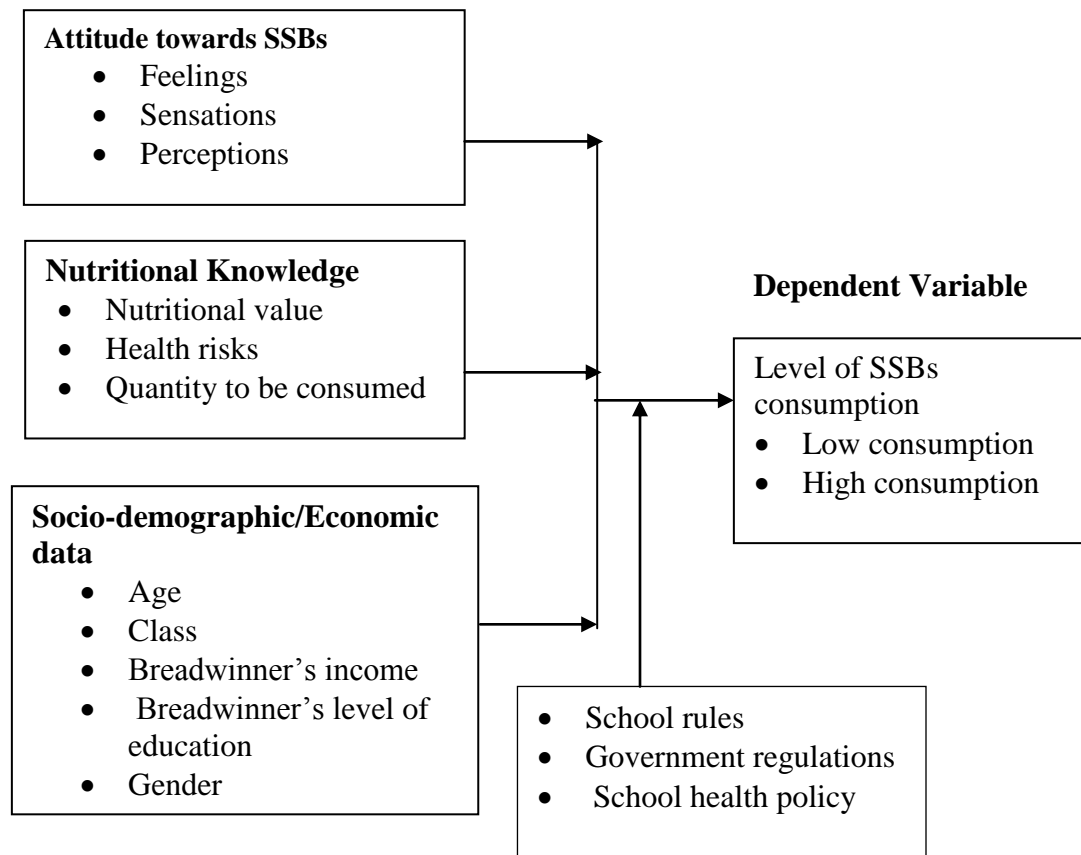 Attitude towards SSBs
• Feelings
• Sensations
• Perceptions
Nutritional Knowledge
• Nutritional value
• Health risks
• Quantity to be consumed
Socio-demographic/Economic
data
• Age
• Class
• Breadwinner’s income
• Breadwinner’s level of
education
• Gender
Dependent Variable
Level of SSBs
consumption
• Low consumption
• High consumption
• School rules
• Government regulations
• School health policy